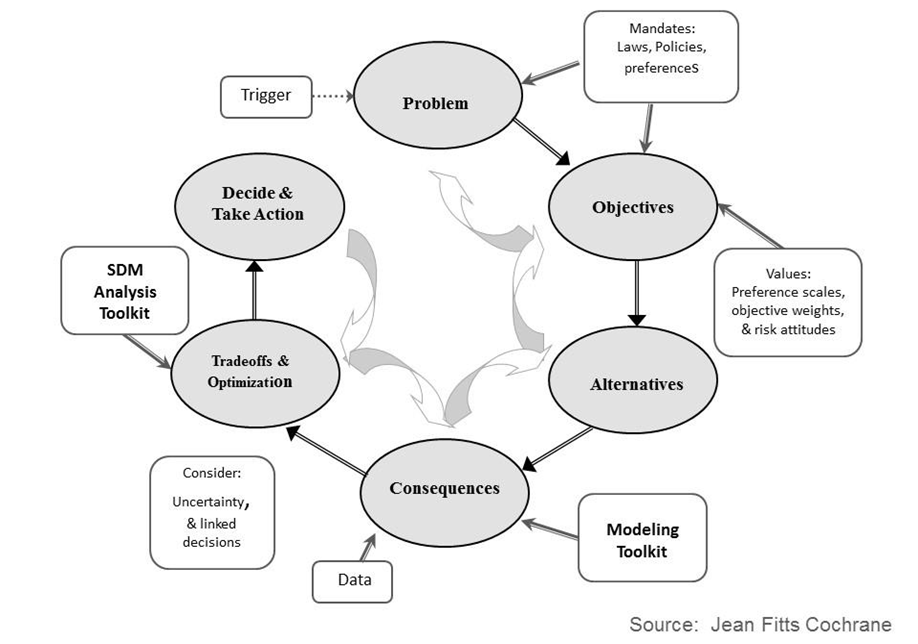 Mandates:
Laws, Policies,
preferences
Trigger
Problem
Decide &
Take Action
Objectives
SDM
Analysis
Toolkit
Values:
Preference scales,
objective weights,
& risk attitudes
Tradeoffs &
Optimization
Alternatives
Consider:
Uncertainty,
& linked
decisions
Consequences
Modeling
Toolkit
Data
Source: Jean Fitts Cochrane